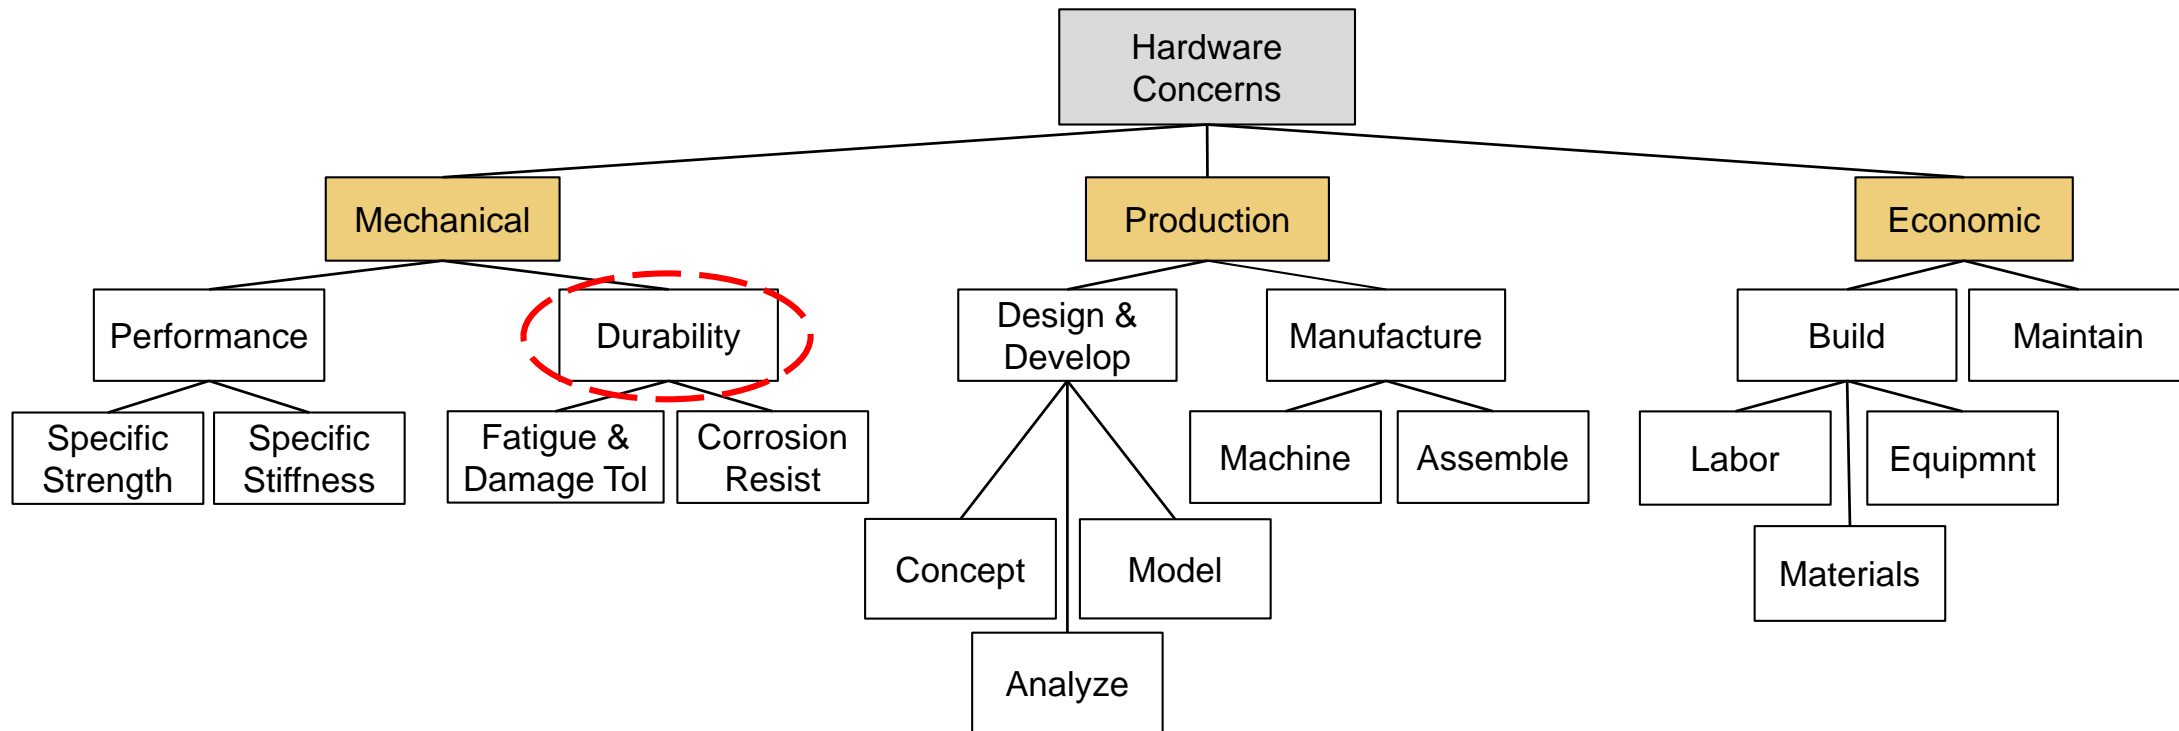 Hardware
Concerns
Mechanical
Production
Economic
Performance
Durability
Design &
Develop
Manufacture
Build
Maintain
Specific
Strength
Specific
Stiffness
Fatigue &
Damage Tol
Corrosion
Resist
Machine
Assemble
Labor
Equipmnt
Concept
Model
Materials
Analyze